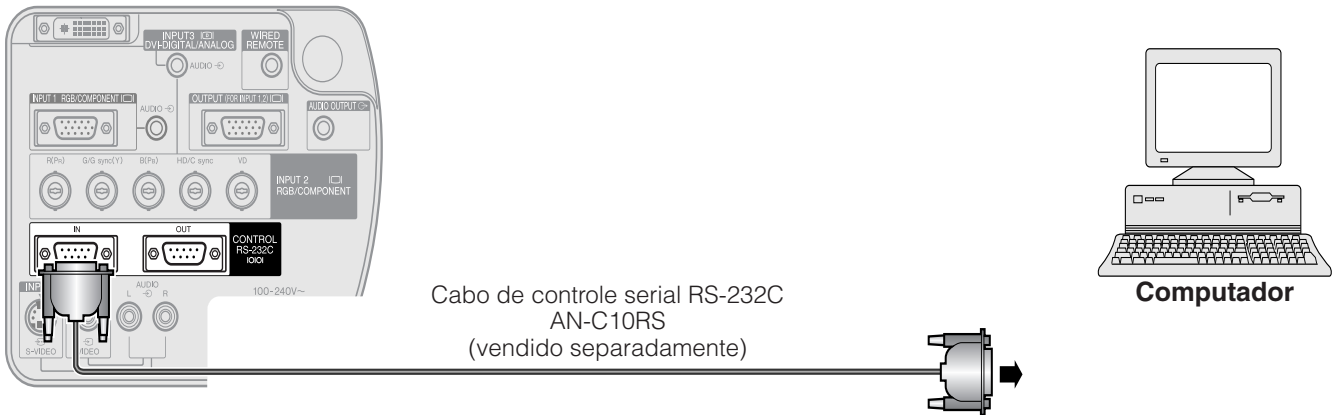 INPUT3
DVI-DIGITAL/ANALOG
WIRED
REMOTE
AUDIO
INPUT 1 RGB/COMPONENT
AUDIO
OUTPUT (FOR INPUT 1, 2)
AUDIO OUTPUT
R(PR) G/G sync(Y) B(PB) HD/C sync VD
INPUT 2
RGB/COMPONENT
IN
OUT
CONTROL
RS-232C
IOIOI
AUDIO
L R
100-240V~
S-VIDEO
VIDEO
Cabo de controle serial RS-232C
AN-C10RS
(vendido separadamente)
Computador